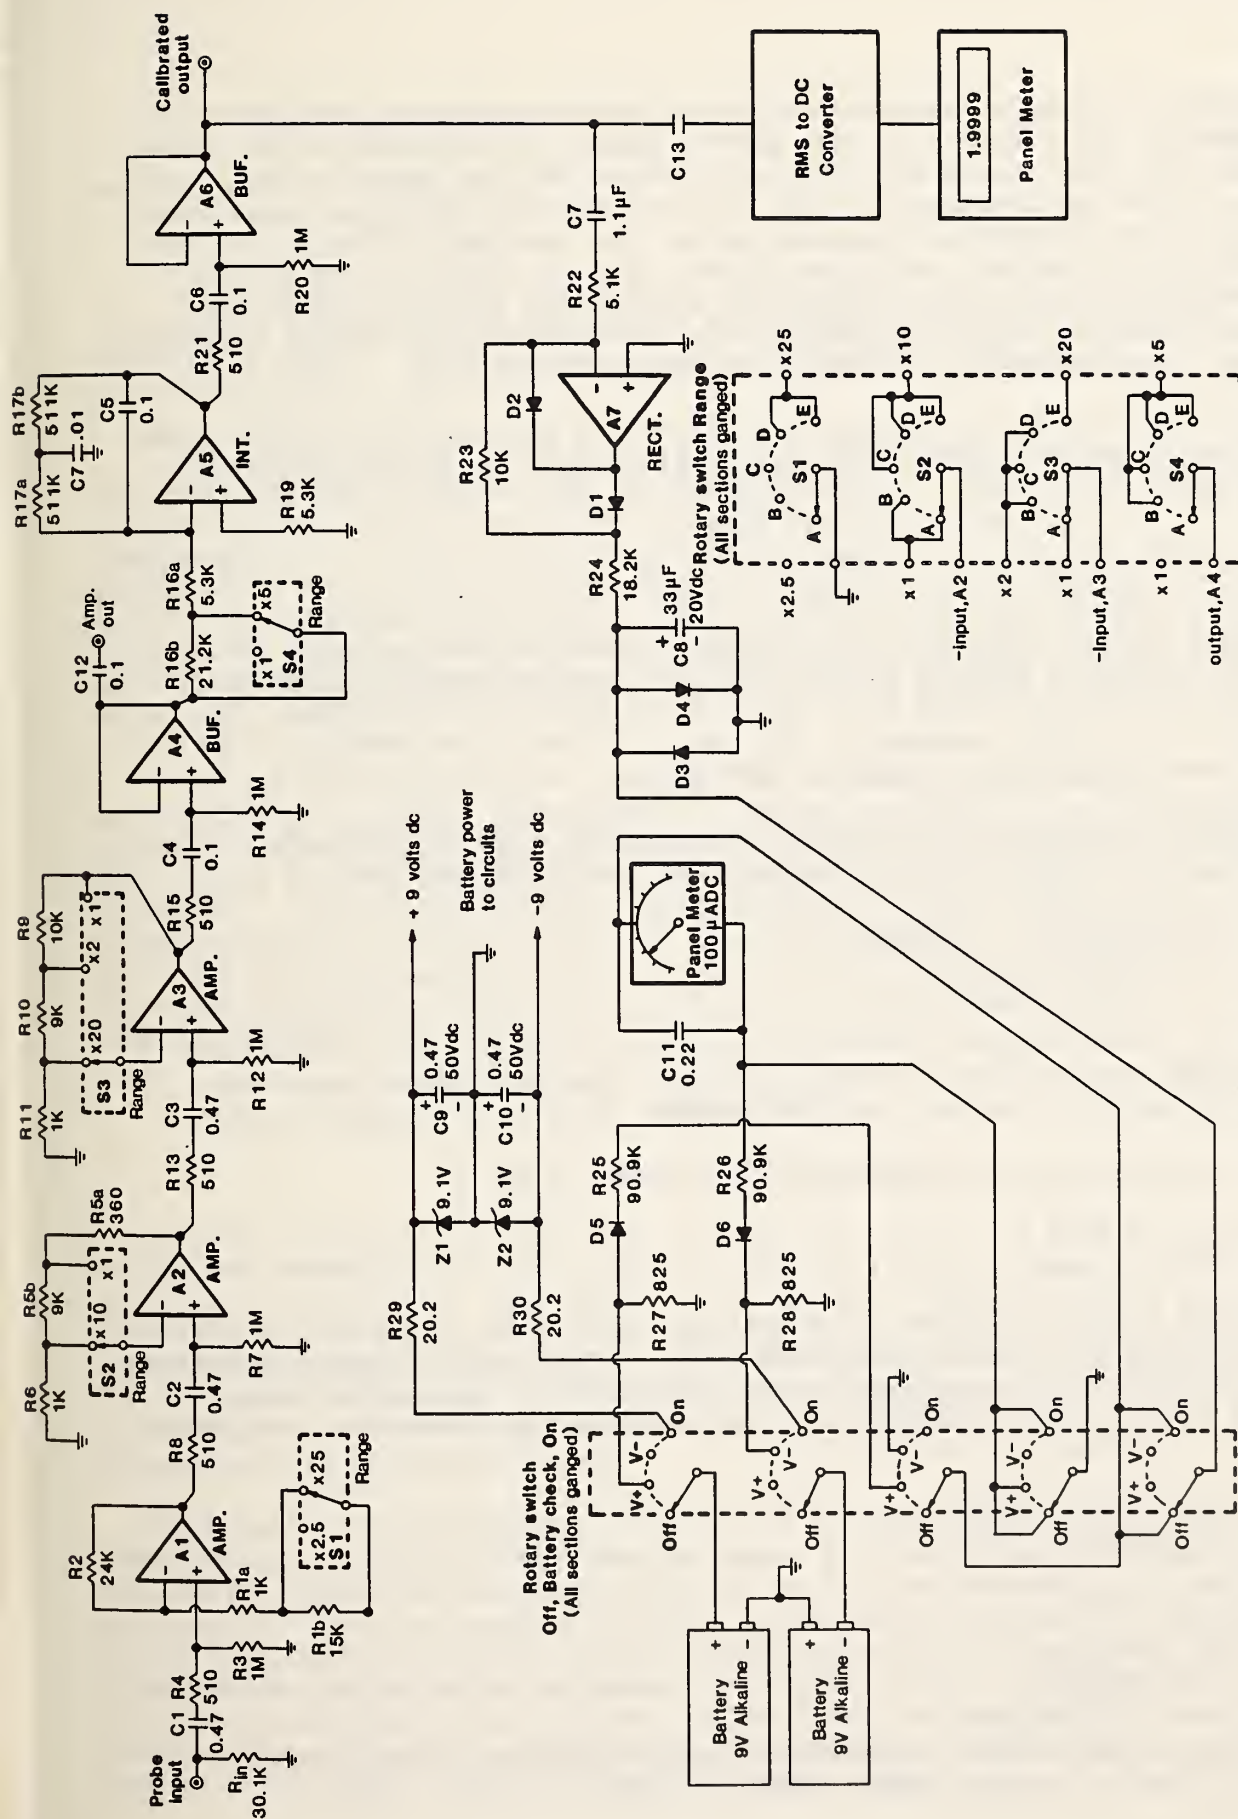 Probe
input
Rin
30.1K
C1
0.47
R4
510
R3
1M
R2
24K
A1
AMP.
R1a
1K
R1b
15K
x2.5
x25
S1
Range
R8
510
C2
0.47
R7
1M
R6
1K
R5b
9K
R5a
360
x10
x1
S2
Range
A2
AMP.
R13
510
C3
0.47
R12
1M
R11
1K
R10
9K
R9
10K
x20
x2
x1
S3
Range
A3
AMP.
R15
510
C4
0.1
R14
1M
A4
BUF.
C12
0.1
Amp.
out
R16b
21.2K
x1
x5
S4
Range
R16a
5.3K
R17a
511K
R17b
511K
C7
.01
C5
0.1
A5
INT.
R19
5.3K
R21
510
C6
0.1
R20
1M
A6
BUF.
Calibrated
output
Rotary switch
Off, Battery check, On
(All sections ganged)
Battery
9V Alkaline
+
-
Battery
9V Alkaline
+
-
Off
V+
V-
On
Off
V+
V-
On
Off
V+
V-
On
Off
V+
V-
On
Off
V+
V-
On
R29
20.2
R30
20.2
Z1
9.1V
Z2
9.1V
C9
0.47
50Vdc
C10
0.47
50Vdc
+ 9 volts dc
Battery power
to circuits
-9 volts dc
R27
825
R28
825
D5
D6
R25
90.9K
R26
90.9K
C11
0.22
Panel Meter
100 µADC
D3
D4
C8
33µF
20Vdc
R24
18.2K
D1
D2
R23
10K
A7
RECT.
R22
5.1K
C7
1.1µF
C13
RMS to DC
Converter
1.9999
Panel Meter
Rotary switch Range
(All sections ganged)
x2.5
A
B
C
D
E
S1
x25
x1
-input,A2
A
B
C
D
E
S2
x10
x2
x1
-Input,A3
A
B
C
D
E
S3
x20
x1
output,A4
A
B
C
D
E
S4
x5